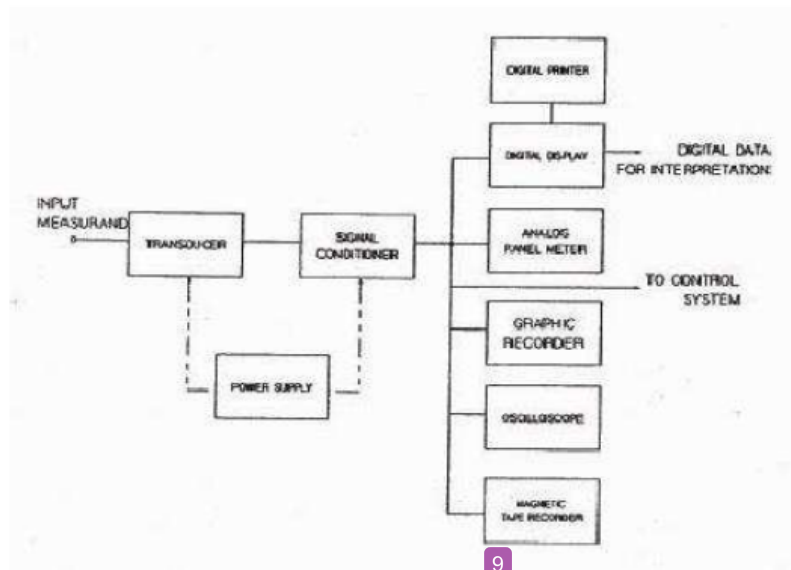 DIGITAL PRINTER
DIGITAL DISPLAY
DIGITAL DATA
FOR INTERPRETATION
INPUT
MEASURAND
TRANSDUCER
SIGNAL
CONDITIONER
ANALOG
PANEL METER
TO CONTROL
SYSTEM
GRAPHIC
RECORDER
POWER SUPPLY
OSCILLOSCOPE
MAGNETIC
TAPE RECORDER
9